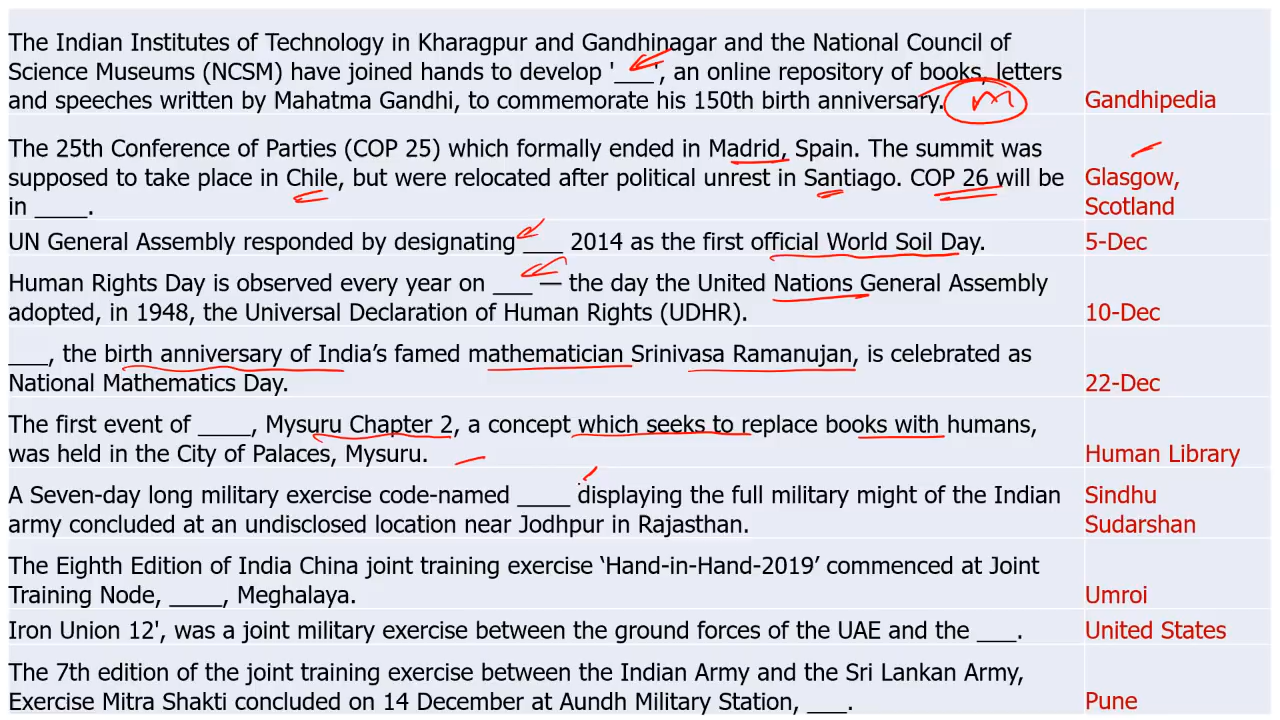 The Indian Institutes of Technology in Kharagpur and Gandhinagar and the National Council of
Science Museums (NCSM) have joined hands to develop '___', an online repository of books, letters
and speeches written by Mahatma Gandhi, to commemorate his 150th birth anniversary. m
Gandhipedia
The 25th Conference of Parties (COP 25) which formally ended in Madrid, Spain. The summit was
supposed to take place in Chile, but were relocated after political unrest in Santiago. COP 26 will be
in ____.
Glasgow,
Scotland
UN General Assembly responded by designating ___ 2014 as the first official World Soil Day.
5-Dec
Human Rights Day is observed every year on ___ — the day the United Nations General Assembly
adopted, in 1948, the Universal Declaration of Human Rights (UDHR).
10-Dec
___, the birth anniversary of India’s famed mathematician Srinivasa Ramanujan, is celebrated as
National Mathematics Day.
22-Dec
The first event of ____, Mysuru Chapter 2, a concept which seeks to replace books with humans,
was held in the City of Palaces, Mysuru.
Human Library
A Seven-day long military exercise code-named ____ displaying the full military might of the Indian
army concluded at an undisclosed location near Jodhpur in Rajasthan.
Sindhu
Sudarshan
The Eighth Edition of India China joint training exercise ‘Hand-in-Hand-2019’ commenced at Joint
Training Node, ____, Meghalaya.
Umroi
Iron Union 12', was a joint military exercise between the ground forces of the UAE and the ___.
United States
The 7th edition of the joint training exercise between the Indian Army and the Sri Lankan Army,
Exercise Mitra Shakti concluded on 14 December at Aundh Military Station, ___.
Pune